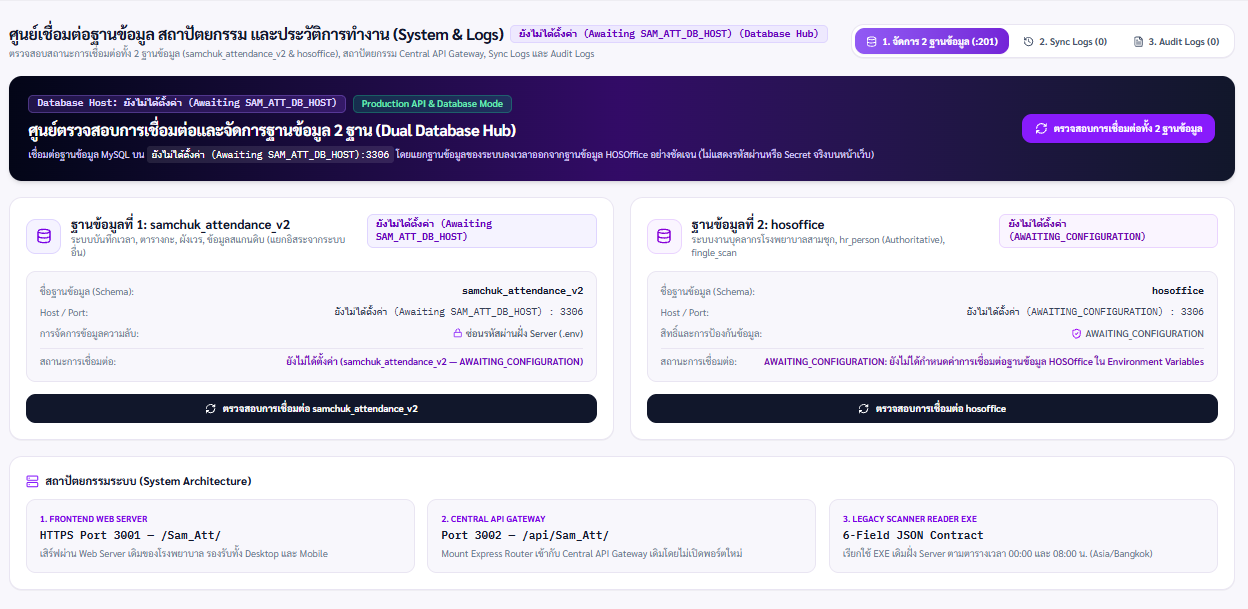 ศูนย์เชื่อมต่อฐานข้อมูล สถาปัตยกรรม และประวัติการทำงาน (System & Logs)
ยังไม่ได้ตั้งค่า (Awaiting SAM_ATT_DB_HOST) (Database Hub)
ตรวจสอบสถานะการเชื่อมต่อทั้ง 2 ฐานข้อมูล (samchuk_attendance_v2 & hosoffice), สถาปัตยกรรม Central API Gateway, Sync Logs และ Audit Logs
1. จัดการ 2 ฐานข้อมูล (:201)
2. Sync Logs (0)
3. Audit Logs (0)
Database Host: ยังไม่ได้ตั้งค่า (Awaiting SAM_ATT_DB_HOST)
Production API & Database Mode
ศูนย์ตรวจสอบการเชื่อมต่อและจัดการฐานข้อมูล 2 ฐาน (Dual Database Hub)
เชื่อมต่อฐานข้อมูล MySQL บน ยังไม่ได้ตั้งค่า (Awaiting SAM_ATT_DB_HOST):3306 โดยแยกฐานข้อมูลของระบบลงเวลาออกจากฐานข้อมูล HOSOffice อย่างชัดเจน (ไม่แสดงรหัสผ่านหรือ Secret จริงบนหน้าเว็บ)
ตรวจสอบการเชื่อมต่อทั้ง 2 ฐานข้อมูล
ฐานข้อมูลที่ 1: samchuk_attendance_v2
ระบบบันทึกเวลา, ตารางกะ, ผังเวร, ข้อมูลสแกนดิบ (แยกอิสระจากระบบ
อื่น)
ยังไม่ได้ตั้งค่า (Awaiting
SAM_ATT_DB_HOST)
ชื่อฐานข้อมูล (Schema):
samchuk_attendance_v2
Host / Port:
ยังไม่ได้ตั้งค่า (Awaiting SAM_ATT_DB_HOST) : 3306
การจัดการข้อมูลความลับ:
ซ่อนรหัสผ่านฝั่ง Server (.env)
สถานะการเชื่อมต่อ:
ยังไม่ได้ตั้งค่า (samchuk_attendance_v2 — AWAITING_CONFIGURATION)
ตรวจสอบการเชื่อมต่อ samchuk_attendance_v2
ฐานข้อมูลที่ 2: hosoffice
ระบบงานบุคลากรโรงพยาบาลสามชุก, hr_person (Authoritative),
fingle_scan
ยังไม่ได้ตั้งค่า
(AWAITING_CONFIGURATION)
ชื่อฐานข้อมูล (Schema):
hosoffice
Host / Port:
ยังไม่ได้ตั้งค่า (AWAITING_CONFIGURATION) : 3306
สิทธิ์และการป้องกันข้อมูล:
AWAITING_CONFIGURATION
สถานะการเชื่อมต่อ:
AWAITING_CONFIGURATION: ยังไม่ได้กำหนดค่าการเชื่อมต่อฐานข้อมูล HOSOffice ใน Environment Variables
ตรวจสอบการเชื่อมต่อ hosoffice
สถาปัตยกรรมระบบ (System Architecture)
1. FRONTEND WEB SERVER
HTTPS Port 3001 — /Sam_Att/
เสิร์ฟผ่าน Web Server เดิมของโรงพยาบาล รองรับทั้ง Desktop และ Mobile
2. CENTRAL API GATEWAY
Port 3002 — /api/Sam_Att/
Mount Express Router เข้ากับ Central API Gateway เดิมโดยไม่เปิดพอร์ตใหม่
3. LEGACY SCANNER READER EXE
6-Field JSON Contract
เรียกใช้ EXE เดิมฝั่ง Server ตามตารางเวลา 00:00 และ 08:00 น. (Asia/Bangkok)